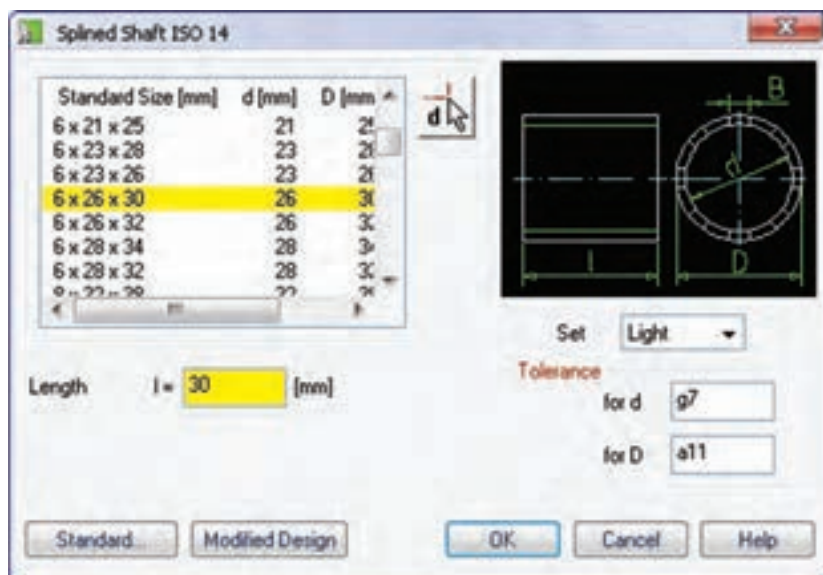 Splined Shaft ISO 14
Standard Size [mm] d [mm] D [mm
6 x 21 x 25 21
6 x 23 x 28 23
6 x 23 x 26 23
6 x 26 x 30 26
6 x 26 x 32 26
6 x 28 x 34 28
6 x 28 x 32 28
d
B
d
l
D
Set Light
Tolerance
for d g7
for D a11
Length l = 30 [mm]
Standard... Modified Design OK Cancel Help